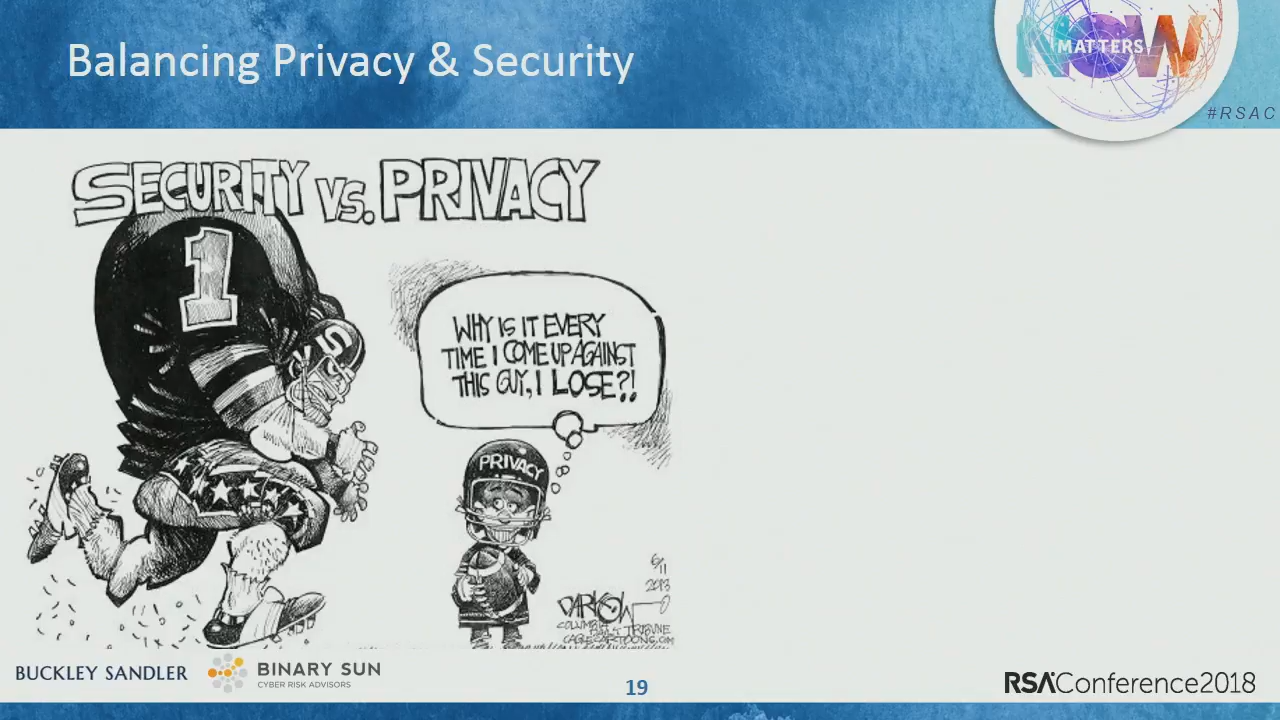 Balancing Privacy & Security
NOW
MATTERS
#RSAC
SECURITY VS. PRIVACY
1
S
WHY IS IT EVERY
TIME I COME UP AGAINST
THIS GUY, I LOSE?!
PRIVACY
6/11
2013
DARKOW
COLUMBIA
DAILY TRIBUNE
CAGLECARTOONS.COM
BUCKLEY SANDLER
BINARY SUN
CYBER RISK ADVISORS
19
RSAConference2018